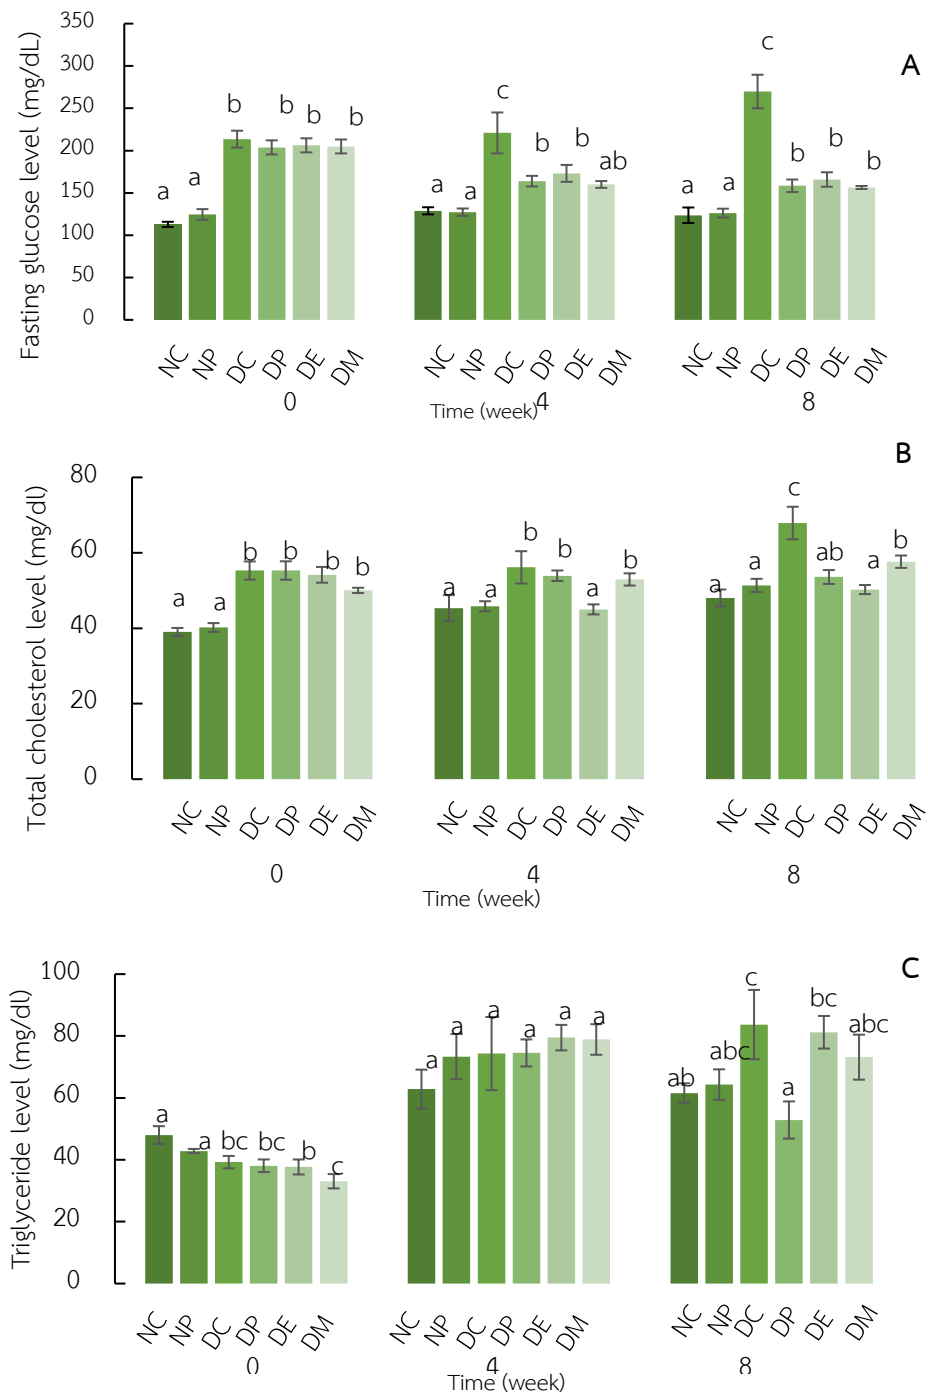 A
Fasting glucose level (mg/dL)
350
300
250
200
150
100
50
0
a a b b b b
a a c b b ab
a a c b b b
NC NP DC DP DE DM
NC NP DC DP DE DM
NC NP DC DP DE DM
0 4 8
Time (week)
B
Total cholesterol level (mg/dl)
80
60
40
20
0
a a b b b b
a a b b a b
a a c ab a b
NC NP DC DP DE DM
NC NP DC DP DE DM
NC NP DC DP DE DM
0 4 8
Time (week)
C
Triglyceride level (mg/dl)
100
80
60
40
20
0
a a bc bc b c
a a a a a a
ab abc c a bc abc
NC NP DC DP DE DM
NC NP DC DP DE DM
NC NP DC DP DE DM
0 4 8
Time (week)